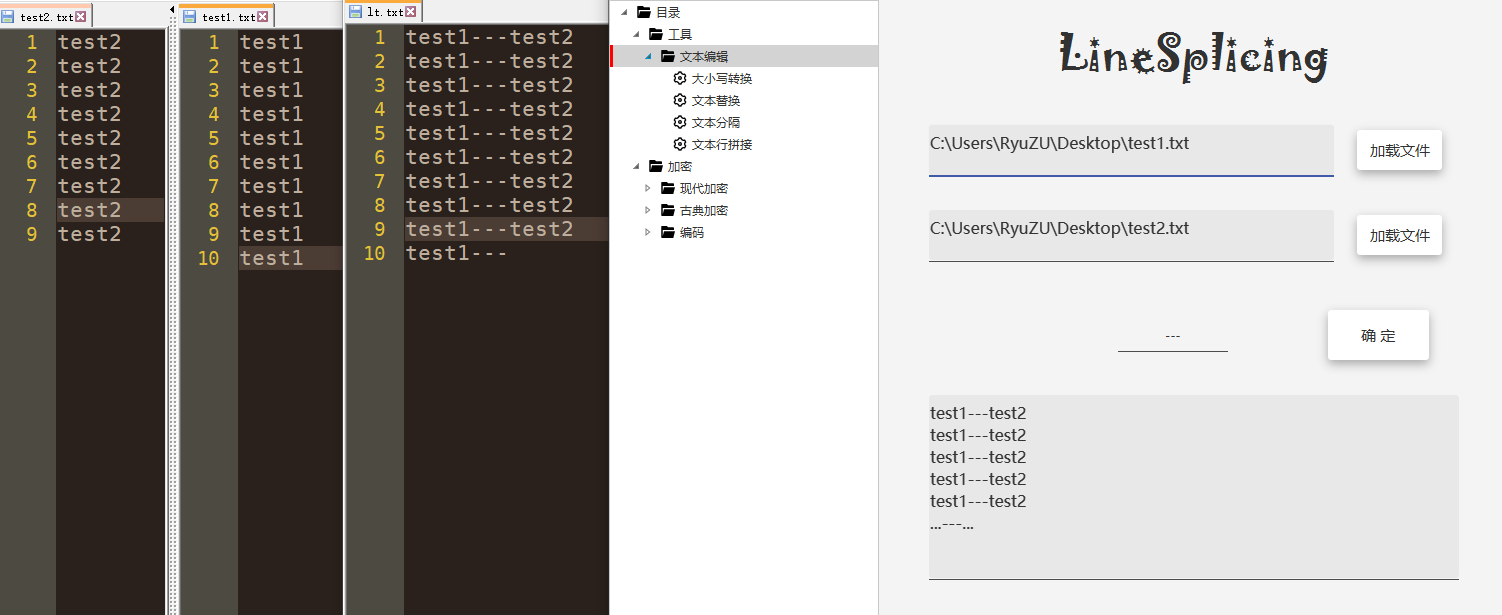 test2.txt
1 test2
2 test2
3 test2
4 test2
5 test2
6 test2
7 test2
8 test2
9 test2
test1.txt
1 test1
2 test1
3 test1
4 test1
5 test1
6 test1
7 test1
8 test1
9 test1
10 test1
lt.txt
1 test1---test2
2 test1---test2
3 test1---test2
4 test1---test2
5 test1---test2
6 test1---test2
7 test1---test2
8 test1---test2
9 test1---test2
10 test1---
目录
工具
文本编辑
大小写转换
文本替换
文本分隔
文本行拼接
加密
现代加密
古典加密
编码
LineSplicing
C:\Users\RyuZU\Desktop\test1.txt
加载文件
C:\Users\RyuZU\Desktop\test2.txt
加载文件
---
确 定
test1---test2
test1---test2
test1---test2
test1---test2
test1---test2
...---...